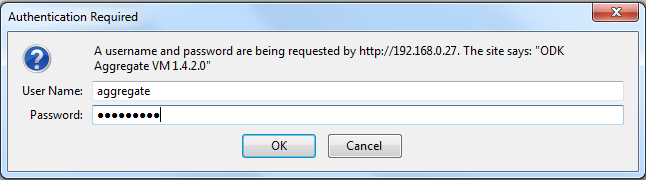 Authentication Required
A username and password are being requested by http://192.168.0.27. The site says: "ODK
Aggregate VM 1.4.2.0"
User Name: aggregate
Password: ●●●●●●●●●
OK Cancel